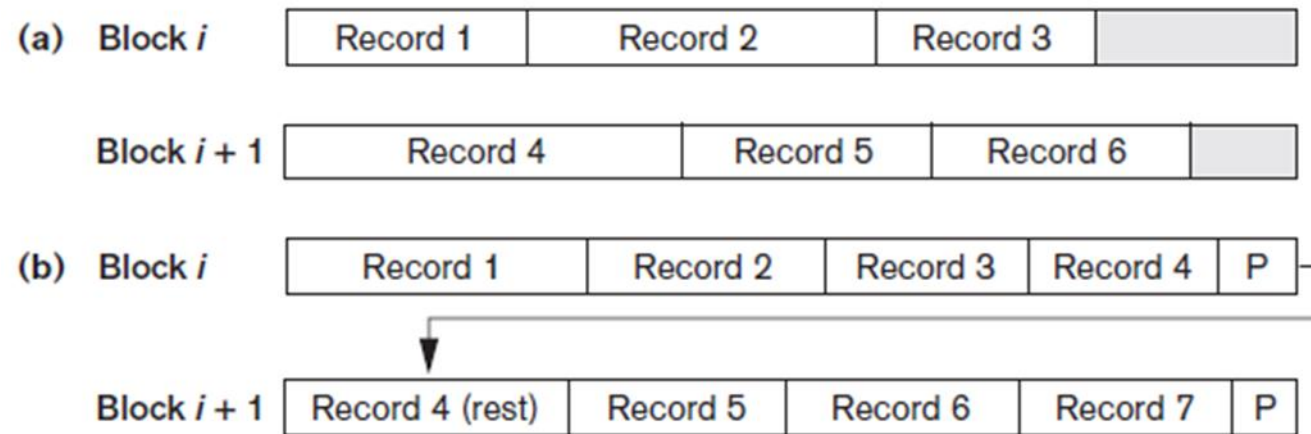 (a) Block i Record 1 Record 2 Record 3
Block i + 1 Record 4 Record 5 Record 6
(b) Block i Record 1 Record 2 Record 3 Record 4 P
Block i + 1 Record 4 (rest) Record 5 Record 6 Record 7 P